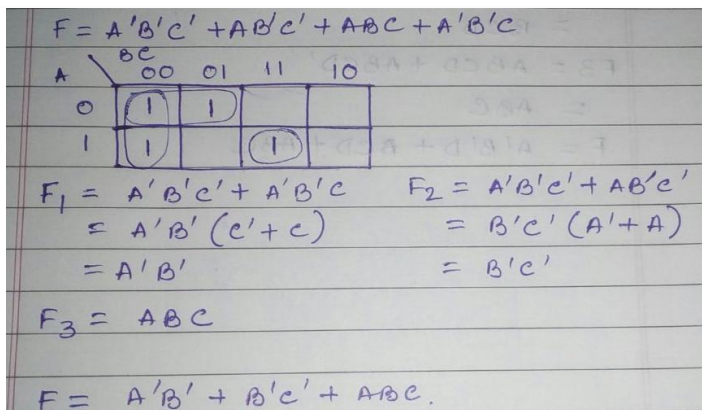 F = A'B'C' + AB'C' + ABC + A'B'C
BC
A 00 01 11 10
0 1 1
1 1 1
F1 = A'B'C' + A'B'C F2 = A'B'C' + AB'C'
= A'B' (C' + C) = B'C' (A' + A)
= A'B' = B'C'
F3 = ABC
F = A'B' + B'C' + ABC.